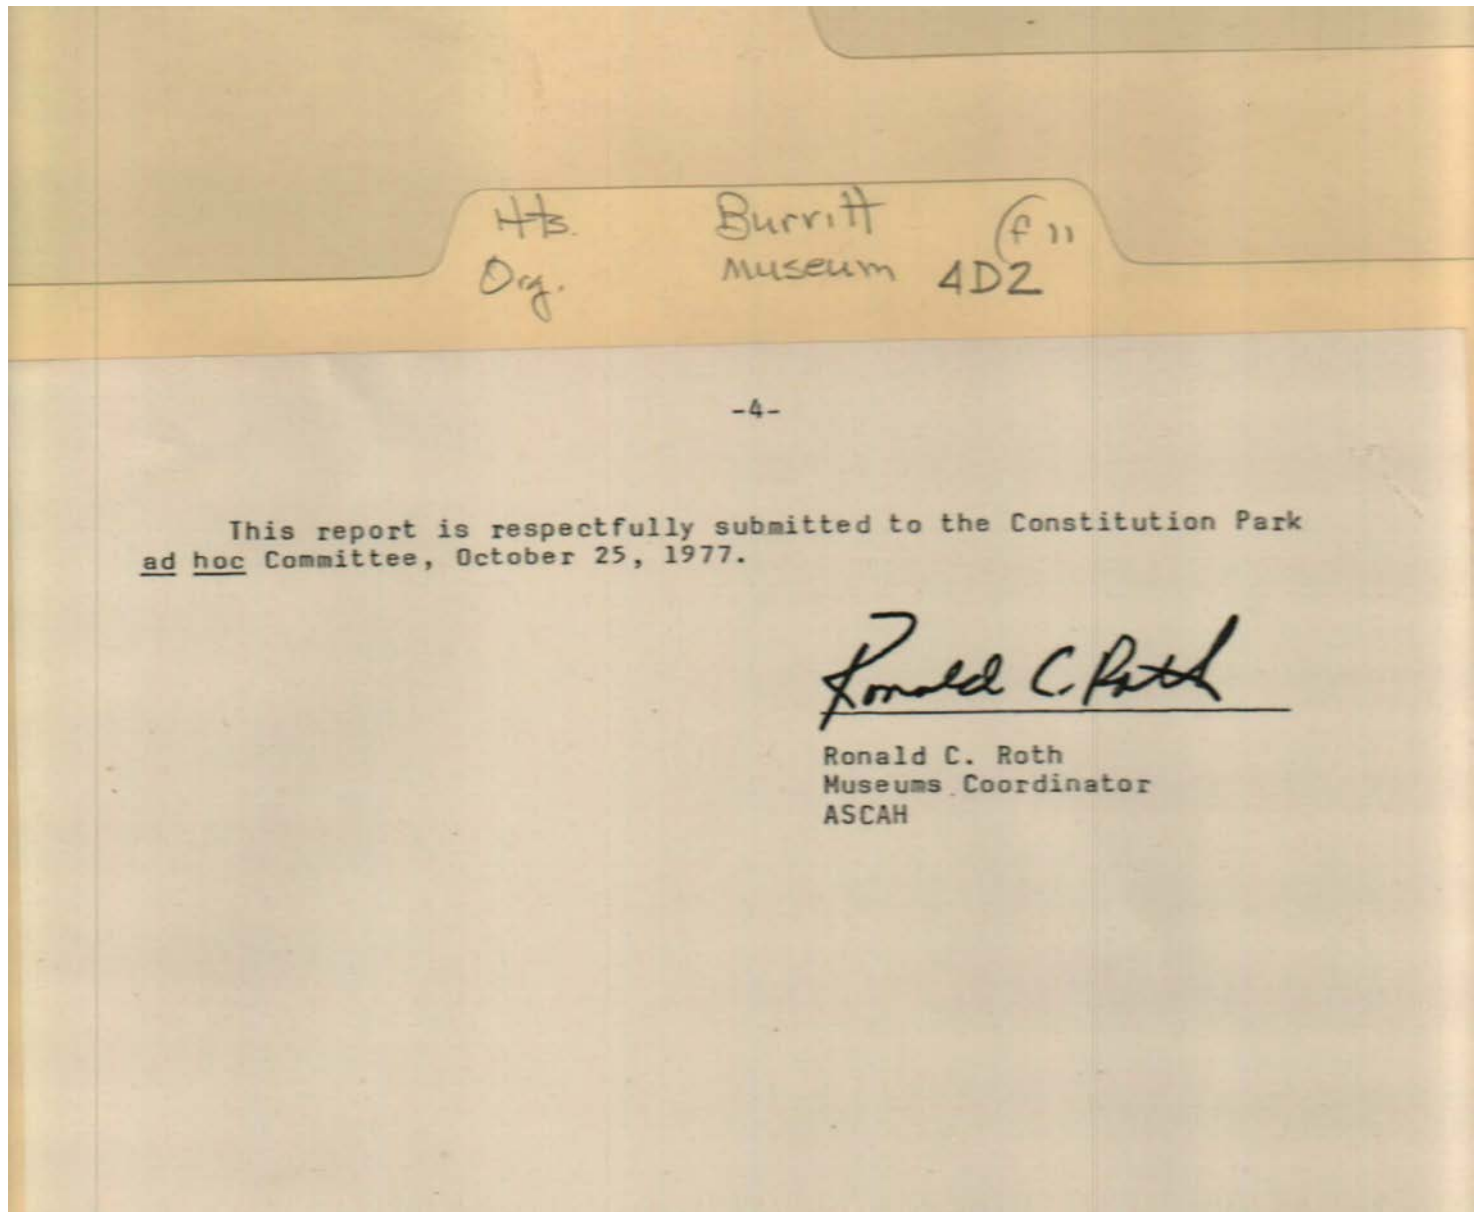 Hts. Burritt (f 11
Org. Museum 4D2
-4-
This report is respectfully submitted to the Constitution Park
ad hoc Committee, October 25, 1977.
Ronald C. Roth
Ronald C. Roth
Museums Coordinator
ASCAH